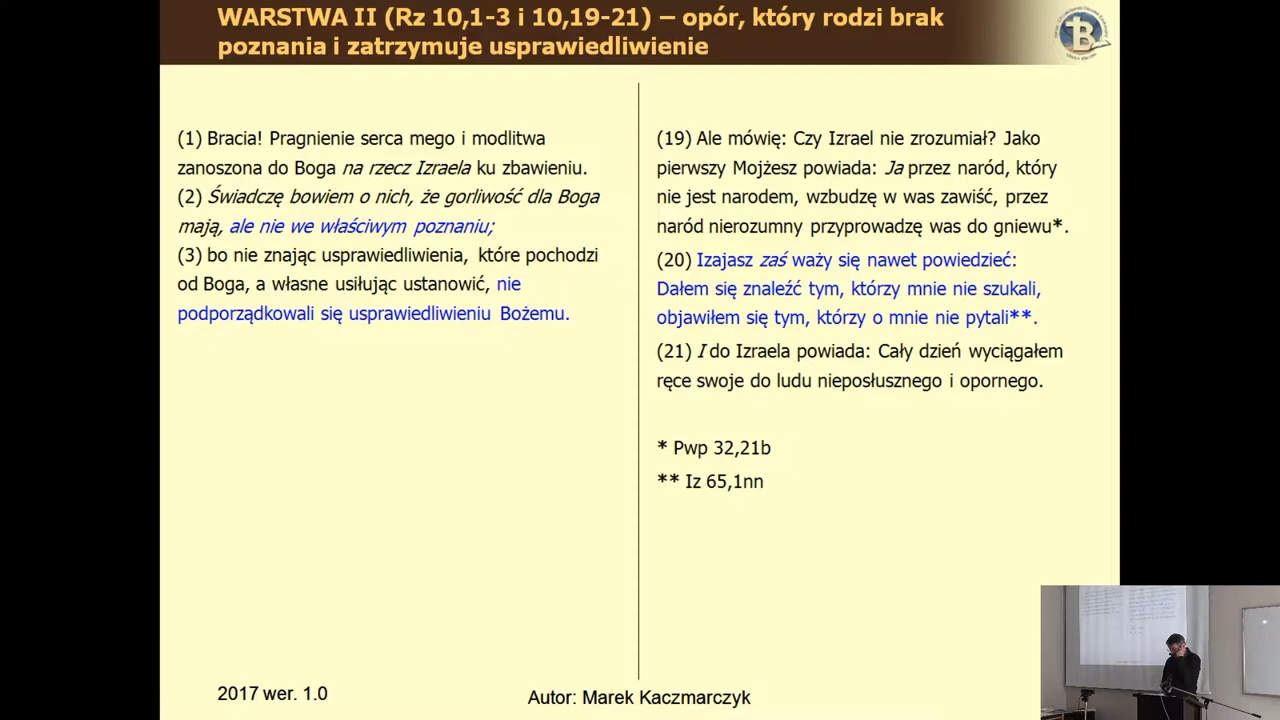 WARSTWA II (Rz 10,1-3 i 10,19-21) – opór, który rodzi brak
poznania i zatrzymuje usprawiedliwienie
(1) Bracia! Pragnienie serca mego i modlitwa
zanoszona do Boga na rzecz Izraela ku zbawieniu.
(2) Świadczę bowiem o nich, że gorliwość dla Boga
mają, ale nie we właściwym poznaniu;
(3) bo nie znając usprawiedliwienia, które pochodzi
od Boga, a własne usiłując ustanowić, nie
podporządkowali się usprawiedliwieniu Bożemu.
(19) Ale mówię: Czy Izrael nie zrozumiał? Jako
pierwszy Mojżesz powiada: Ja przez naród, który
nie jest narodem, wzbudzę w was zawiść, przez
naród nierozumny przyprowadzę was do gniewu*.
(20) Izajasz zaś waży się nawet powiedzieć:
Dałem się znaleźć tym, którzy mnie nie szukali,
objawiłem się tym, którzy o mnie nie pytali**.
(21) I do Izraela powiada: Cały dzień wyciągałem
ręce swoje do ludu nieposłusznego i opornego.
* Pwp 32,21b
** Iz 65,1nn
2017 wer. 1.0
Autor: Marek Kaczmarczyk